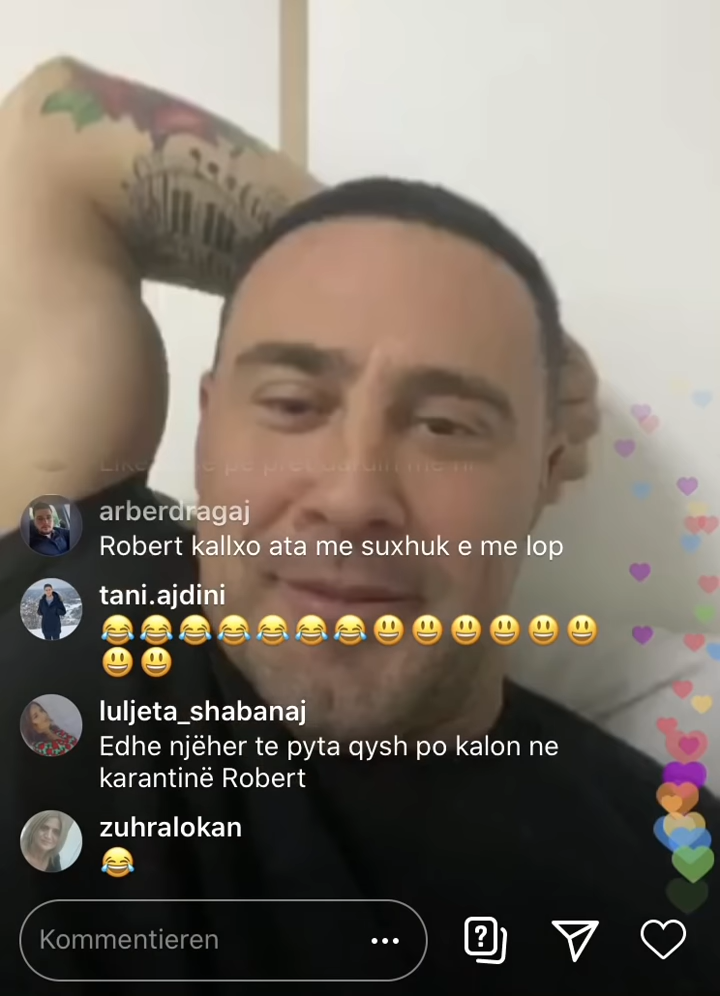 arberdragaj
Robert kallxo ata me suxhuk e me lop
tani.ajdini
😂😂😂😂😂😂😂😃😃😃😃😃😃
😃😃
luljeta_shabanaj
Edhe njëher te pyta qysh po kalon ne
karantinë Robert
zuhralokan
😂
Kommentieren